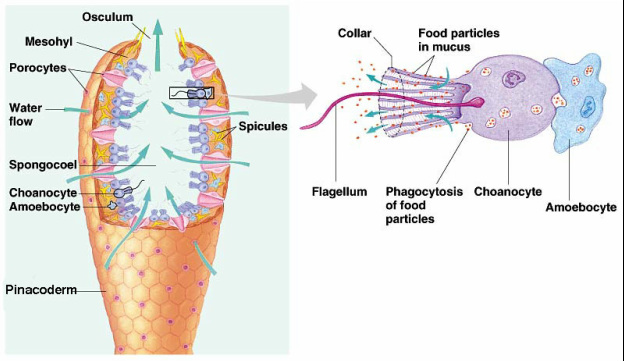 Osculum
Mesohyl
Porocytes
Water
flow
Spicules
Spongocoel
Choanocyte
Amoebocyte
Pinacoderm
Collar
Food particles
in mucus
Flagellum
Phagocytosis
of food
particles
Choanocyte
Amoebocyte